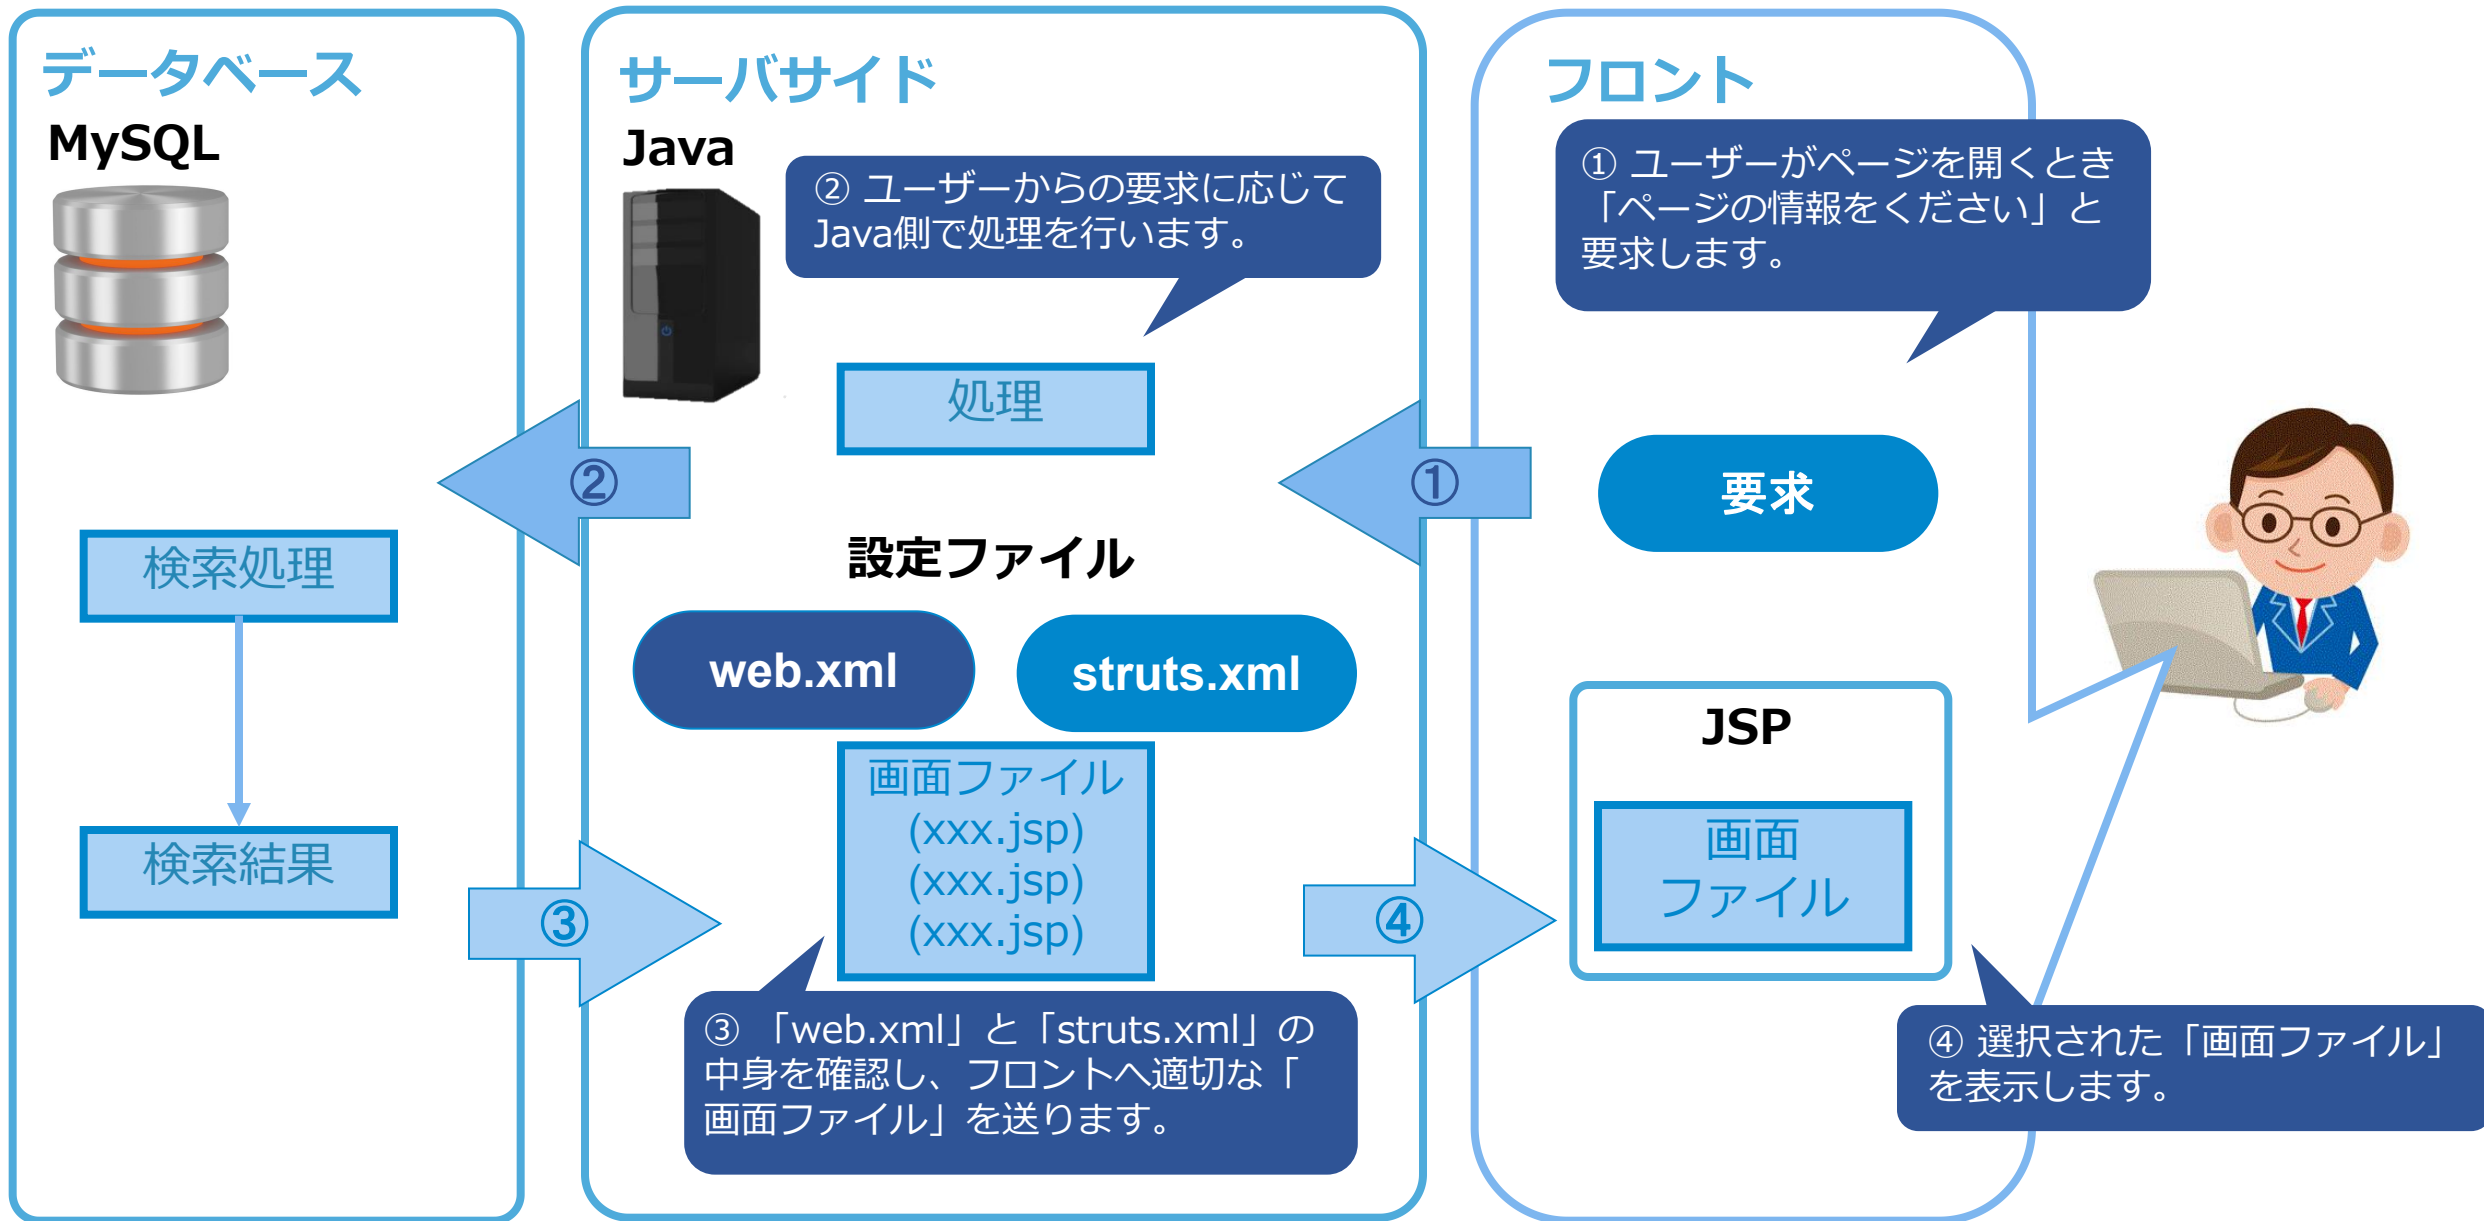 データベース
MySQL
②
検索処理
検索結果
③
サーバサイド
Java
② ユーザーからの要求に応じて
Java側で処理を行います。
処理
①
設定ファイル
web.xml
struts.xml
画面ファイル
(xxx.jsp)
(xxx.jsp)
(xxx.jsp)
④
③ 「web.xml」と「struts.xml」の
中身を確認し、フロントへ適切な「
画面ファイル」を送ります。
フロント
① ユーザーがページを開くとき
「ページの情報をください」と
要求します。
要求
JSP
画面
ファイル
④ 選択された「画面ファイル」
を表示します。